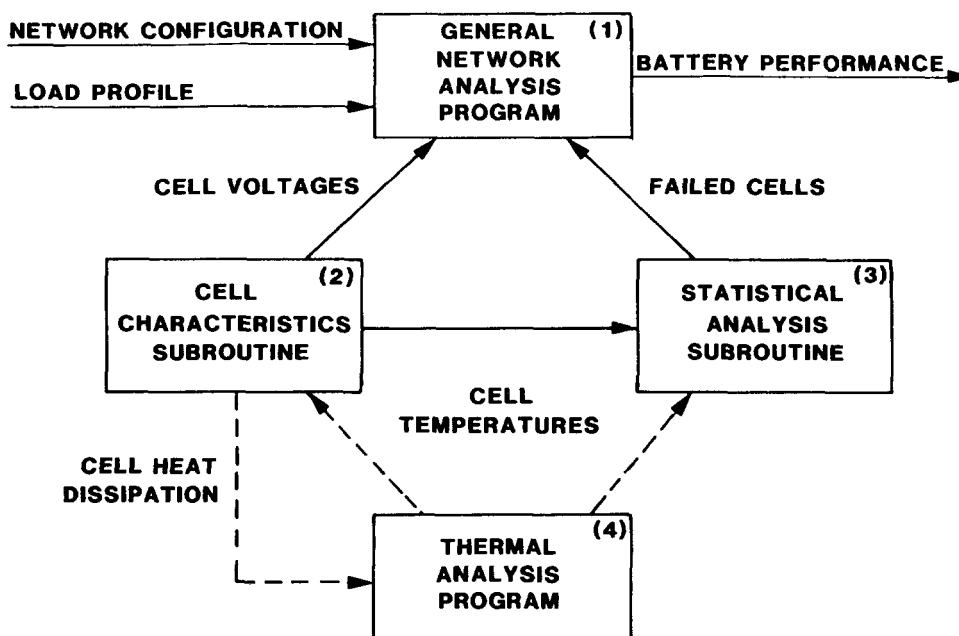 NETWORK CONFIGURATION
LOAD PROFILE
GENERAL (1)
NETWORK
ANALYSIS
PROGRAM
BATTERY PERFORMANCE
CELL VOLTAGES
FAILED CELLS
(2)
CELL
CHARACTERISTICS
SUBROUTINE
(3)
STATISTICAL
ANALYSIS
SUBROUTINE
CELL
TEMPERATURES
CELL HEAT
DISSIPATION
(4)
THERMAL
ANALYSIS
PROGRAM